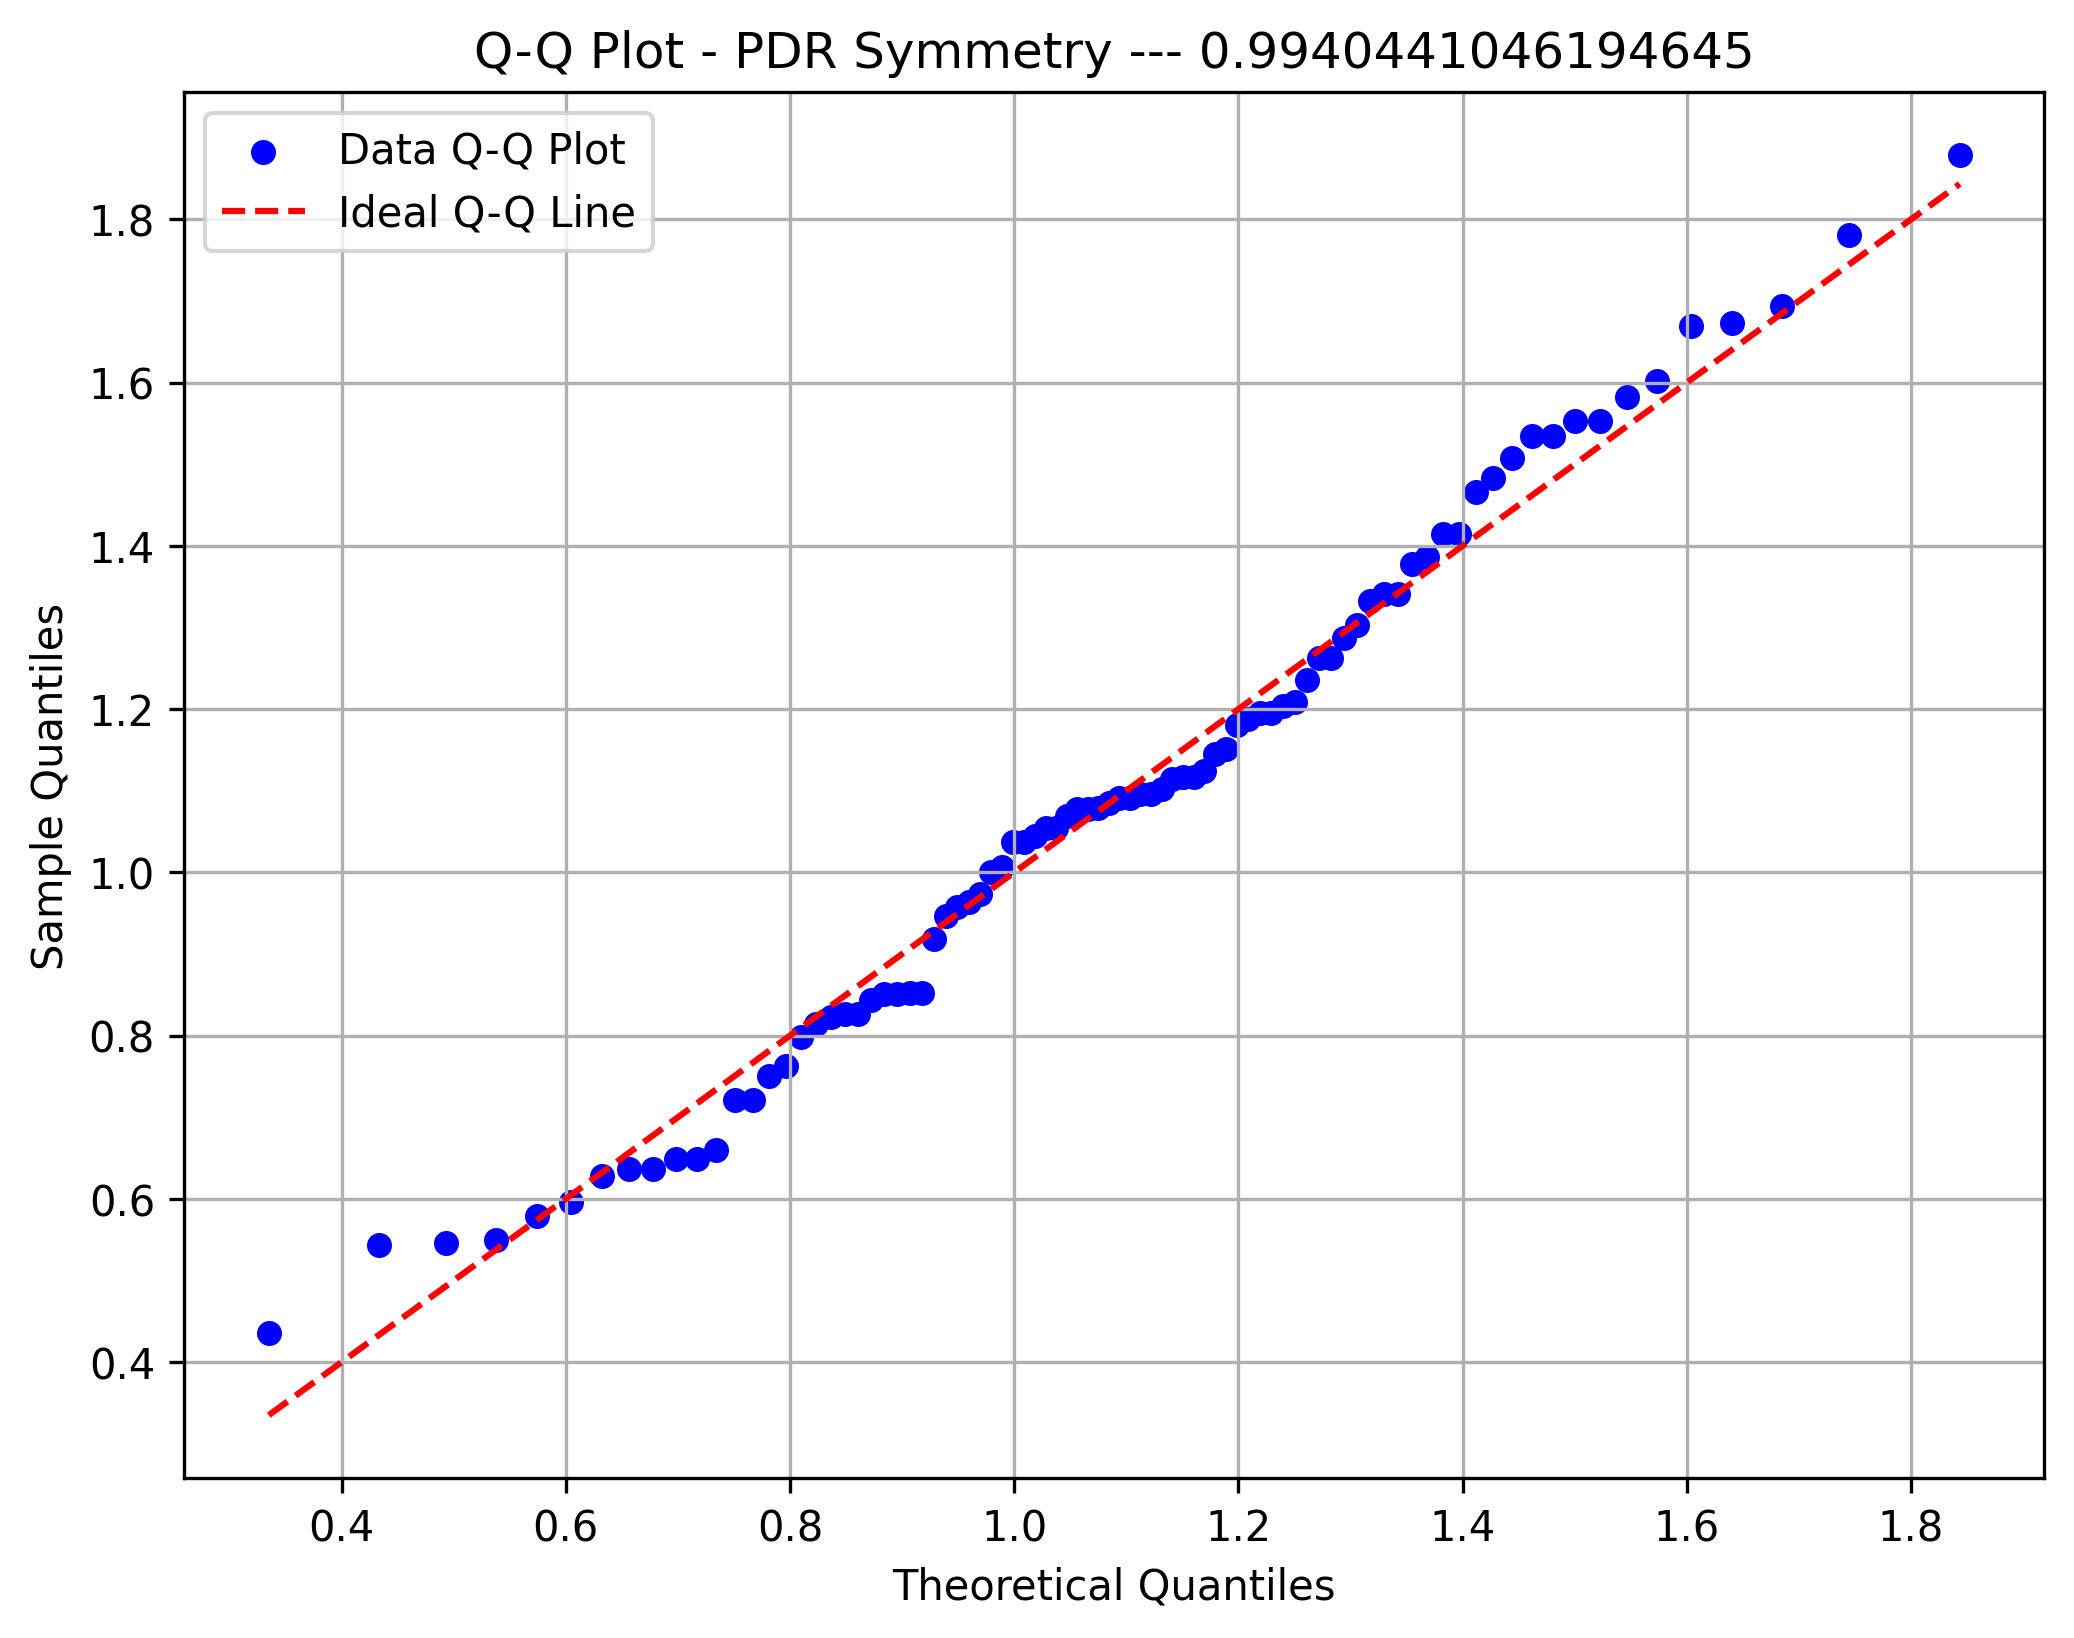 Q-Q Plot - PDR Symmetry --- 0.9940441046194645
Data Q-Q Plot
Ideal Q-Q Line
1.8
1.6
1.4
1.2
1.0
0.8
0.6
0.4
Sample Quantiles
0.4 0.6 0.8 1.0 1.2 1.4 1.6 1.8
Theoretical Quantiles